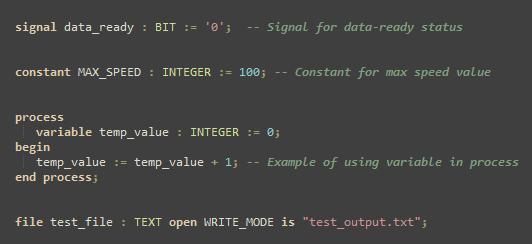 signal data_ready : BIT := '0';  -- Signal for data-ready status
constant MAX_SPEED : INTEGER := 100; -- Constant for max speed value
process
   variable temp_value : INTEGER := 0;
begin
   temp_value := temp_value + 1; -- Example of using variable in process
end process;
file test_file : TEXT open WRITE_MODE is "test_output.txt";